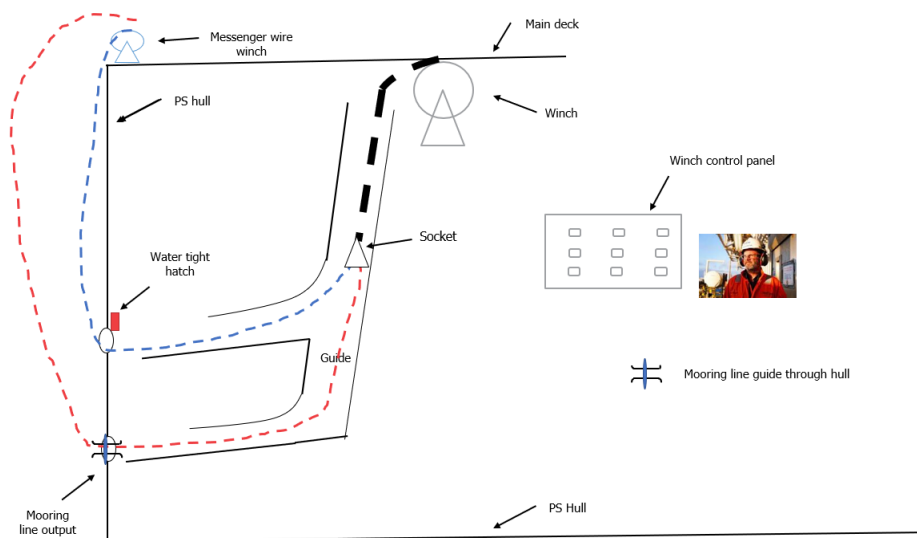 Main deck
Messenger wire
winch
PS hull
Winch
Winch control panel
Socket
Water tight
hatch
Guide
Mooring line guide through hull
PS Hull
Mooring
line output